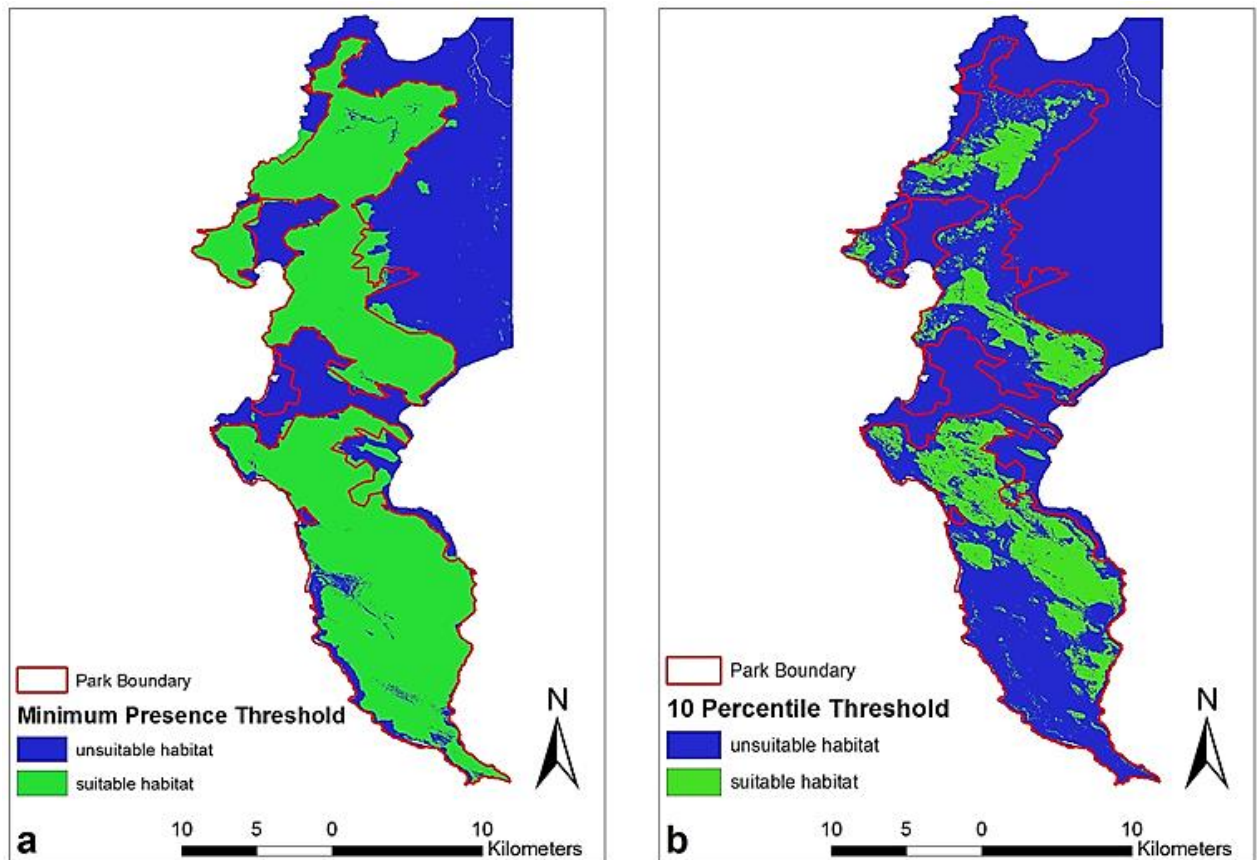 Park Boundary
Minimum Presence Threshold
unsuitable habitat
suitable habitat
N
a
10 5 0 10
Kilometers
Park Boundary
10 Percentile Threshold
unsuitable habitat
suitable habitat
N
b
10 5 0 10
Kilometers